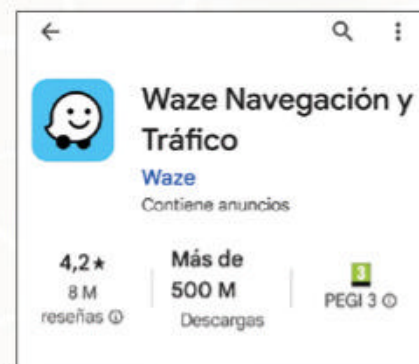 Waze Navegación y
Tráfico
Waze
Contiene anuncios
4,2★
8 M
reseñas
Más de
500 M
Descargas
3
PEGI 3